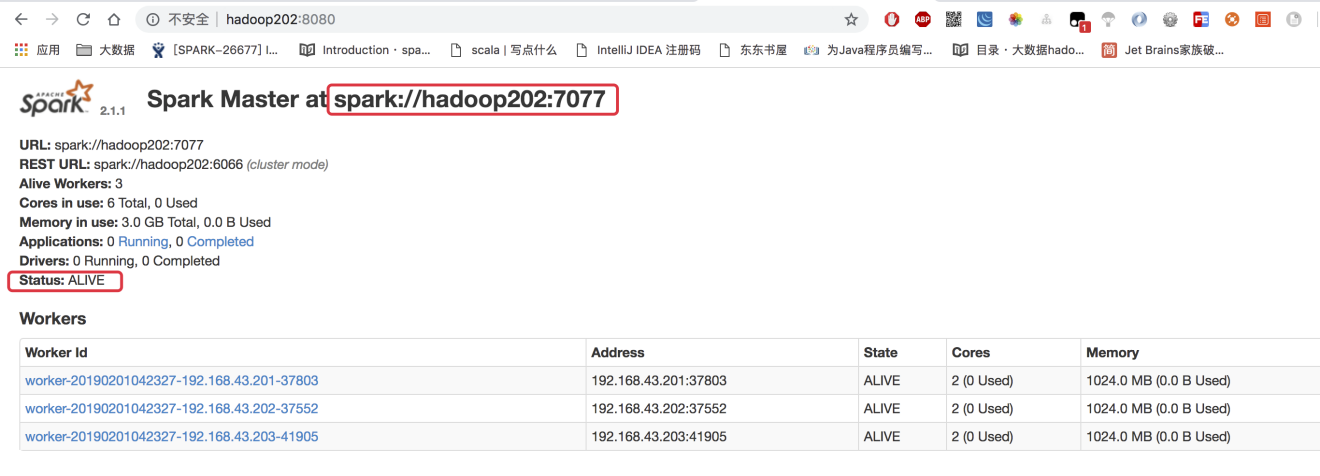 不安全 hadoop202:8080
ABP FE 1
应用 大数据 [SPARK-26677] I... Introduction · spa... scala | 写点什么 IntelliJ IDEA 注册码 东东书屋 为Java程序员编写... 目录 · 大数据hado... 简 Jet Brains家族破...
APACHE Spark 2.1.1 Spark Master at spark://hadoop202:7077
URL: spark://hadoop202:7077
REST URL: spark://hadoop202:6066 (cluster mode)
Alive Workers: 3
Cores in use: 6 Total, 0 Used
Memory in use: 3.0 GB Total, 0.0 B Used
Applications: 0 Running, 0 Completed
Drivers: 0 Running, 0 Completed
Status: ALIVE
Workers
Worker Id Address State Cores Memory
worker-20190201042327-192.168.43.201-37803 192.168.43.201:37803 ALIVE 2 (0 Used) 1024.0 MB (0.0 B Used)
worker-20190201042327-192.168.43.202-37552 192.168.43.202:37552 ALIVE 2 (0 Used) 1024.0 MB (0.0 B Used)
worker-20190201042327-192.168.43.203-41905 192.168.43.203:41905 ALIVE 2 (0 Used) 1024.0 MB (0.0 B Used)